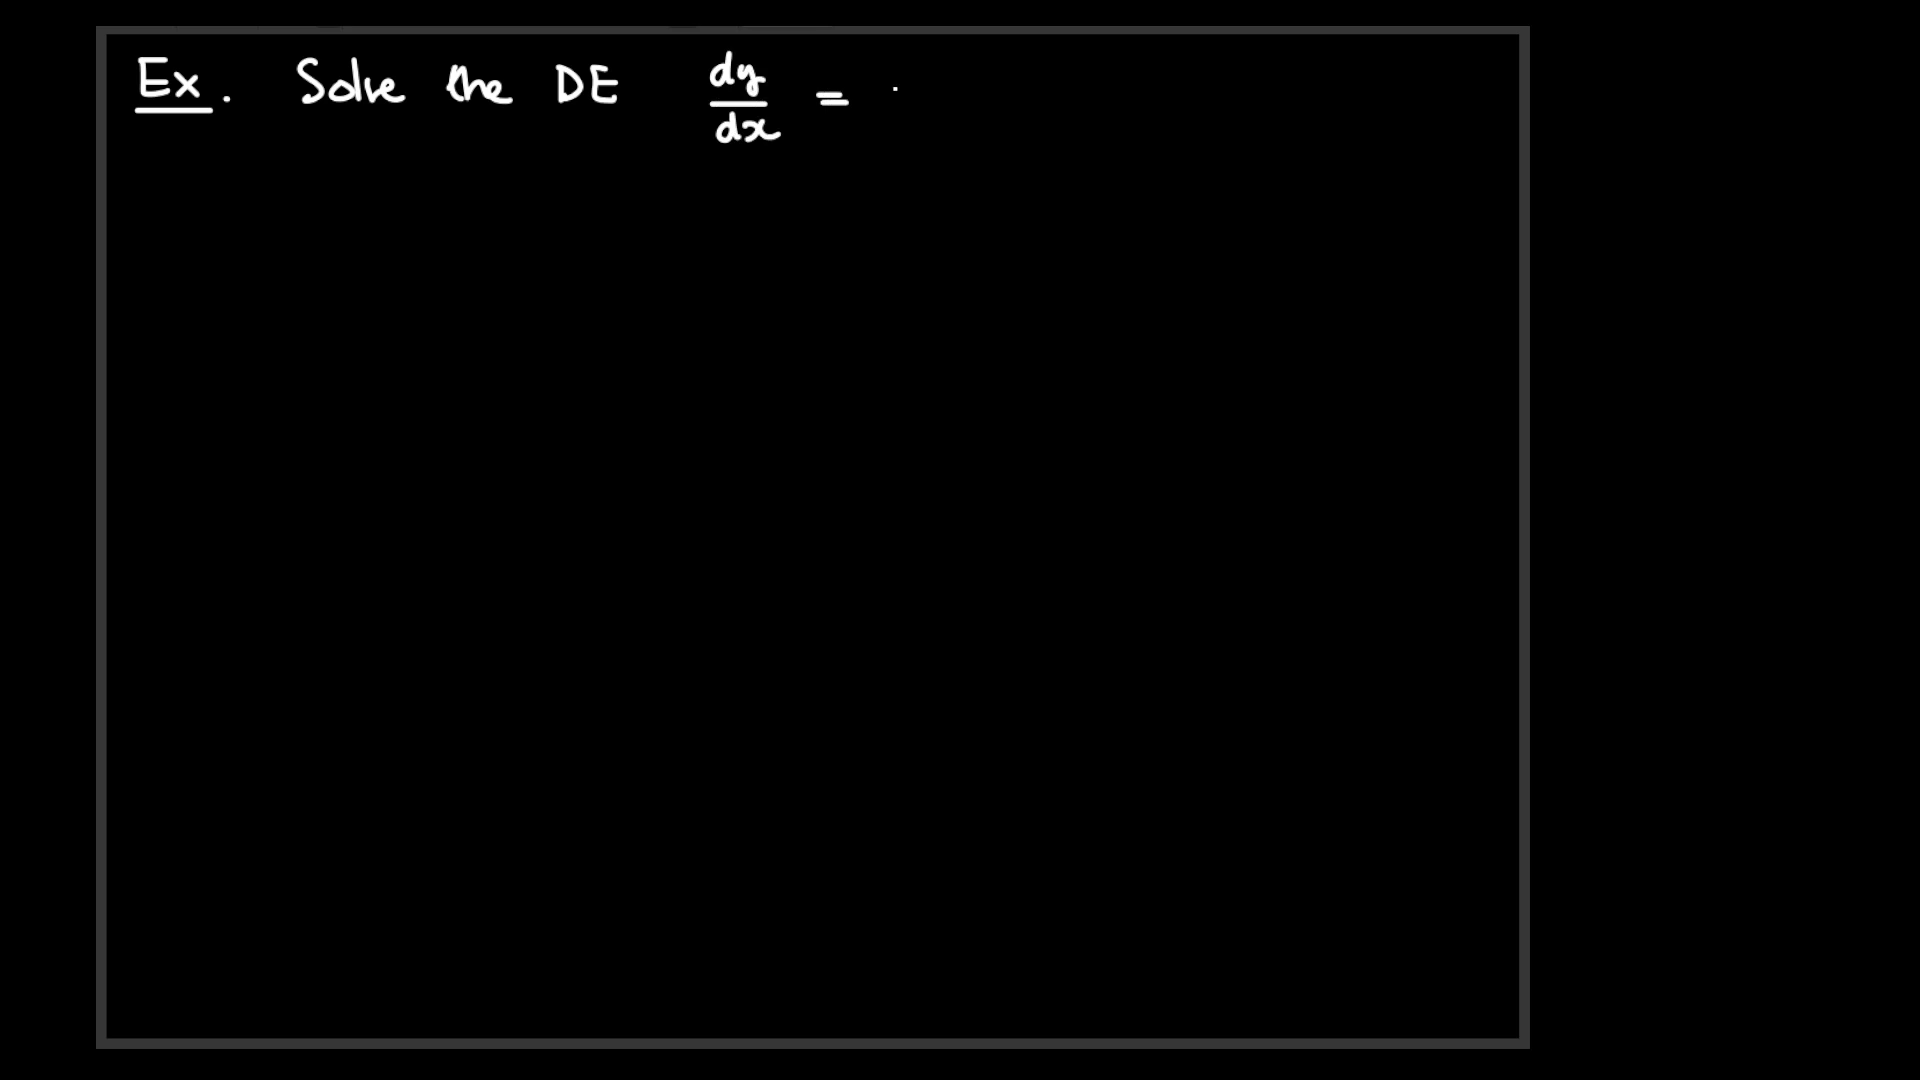 Ex. Solve the DE dy/dx =